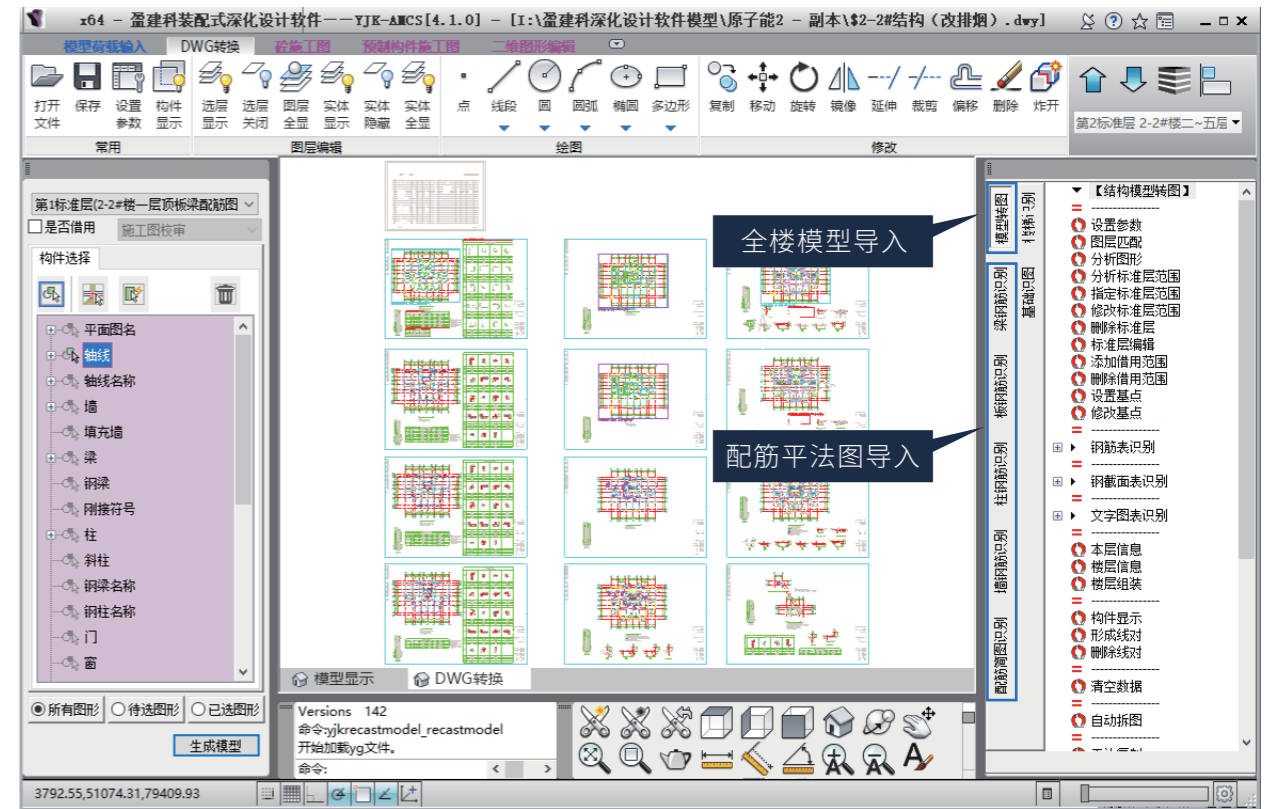 x64 - 盈建科装配式深化设计软件——YJK-AMCS[4.1.0] - [I:\盈建科深化设计软件模型\原子能2 - 副本\$2-2#结构（改排烟）.dwy]
模型荷载输入 DWG转换 砼施工图 预制构件施工图 二维图形编辑
打开文件 保存 设置参数 构件显示 选层显示 选层关闭 图层全显 实体显示 实体隐藏 实体全显 点 线段 圆 圆弧 椭圆 多边形 复制 移动 旋转 镜像 延伸 裁剪 偏移 删除 炸开
第2标准层 2-2#楼二~五层
常用 图层编辑 绘图 修改
第1标准层(2-2#楼一层顶板梁配筋图
是否借用 施工图校审
构件选择
平面图名
轴线
轴线名称
墙
填充墙
梁
钢梁
刚接符号
柱
斜柱
钢梁名称
钢柱名称
门
窗
所有图形 待选图形 已选图形
生成模型
全楼模型导入
配筋平法图导入
模型显示 DWG转换
Versions 142
命令:yjkrecastmodel_recastmodel
开始加载yg文件。
命令:
模型转图
梁钢筋识别
板钢筋识别
柱钢筋识别
墙钢筋识别
配筋简图识别
基础识图
【结构模型转图】
设置参数
图层匹配
分析图形
分析标准层范围
指定标准层范围
修改标准层范围
删除标准层
标准层编辑
添加借用范围
删除借用范围
设置基点
修改基点
钢筋表识别
钢截面表识别
文字图表识别
本层信息
楼层信息
楼层组装
构件显示
形成线对
删除线对
清空数据
自动拆图
3792.55,51074.31,79409.93